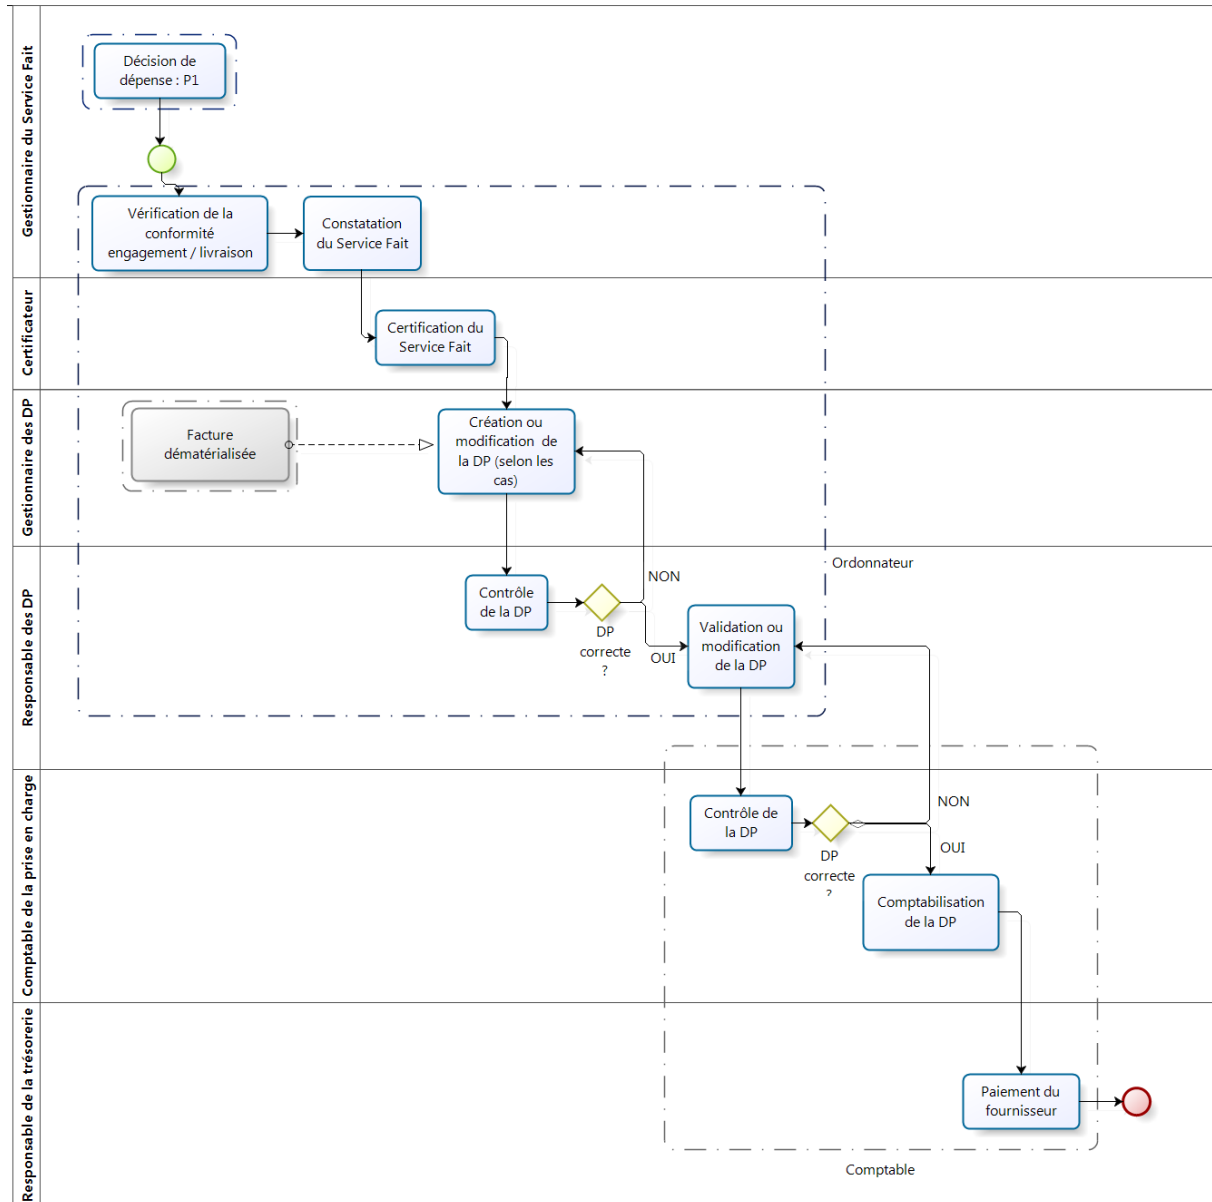 Gestionnaire du Service Fait
Décision de
dépense : P1
Vérification de la
conformité
engagement / livraison
Constatation
du Service Fait
Certificateur
Certification du
Service Fait
Gestionnaire des DP
Facture
dématérialisée
Création ou
modification de
la DP (selon les
cas)
Responsable des DP
Ordonnateur
Contrôle
de la DP
NON
DP
correcte
?
OUI
Validation ou
modification
de la DP
Comptable de la prise en charge
Contrôle de
la DP
NON
DP
correcte
?
OUI
Comptabilisation
de la DP
Responsable de la trésorerie
Paiement du
fournisseur
Comptable